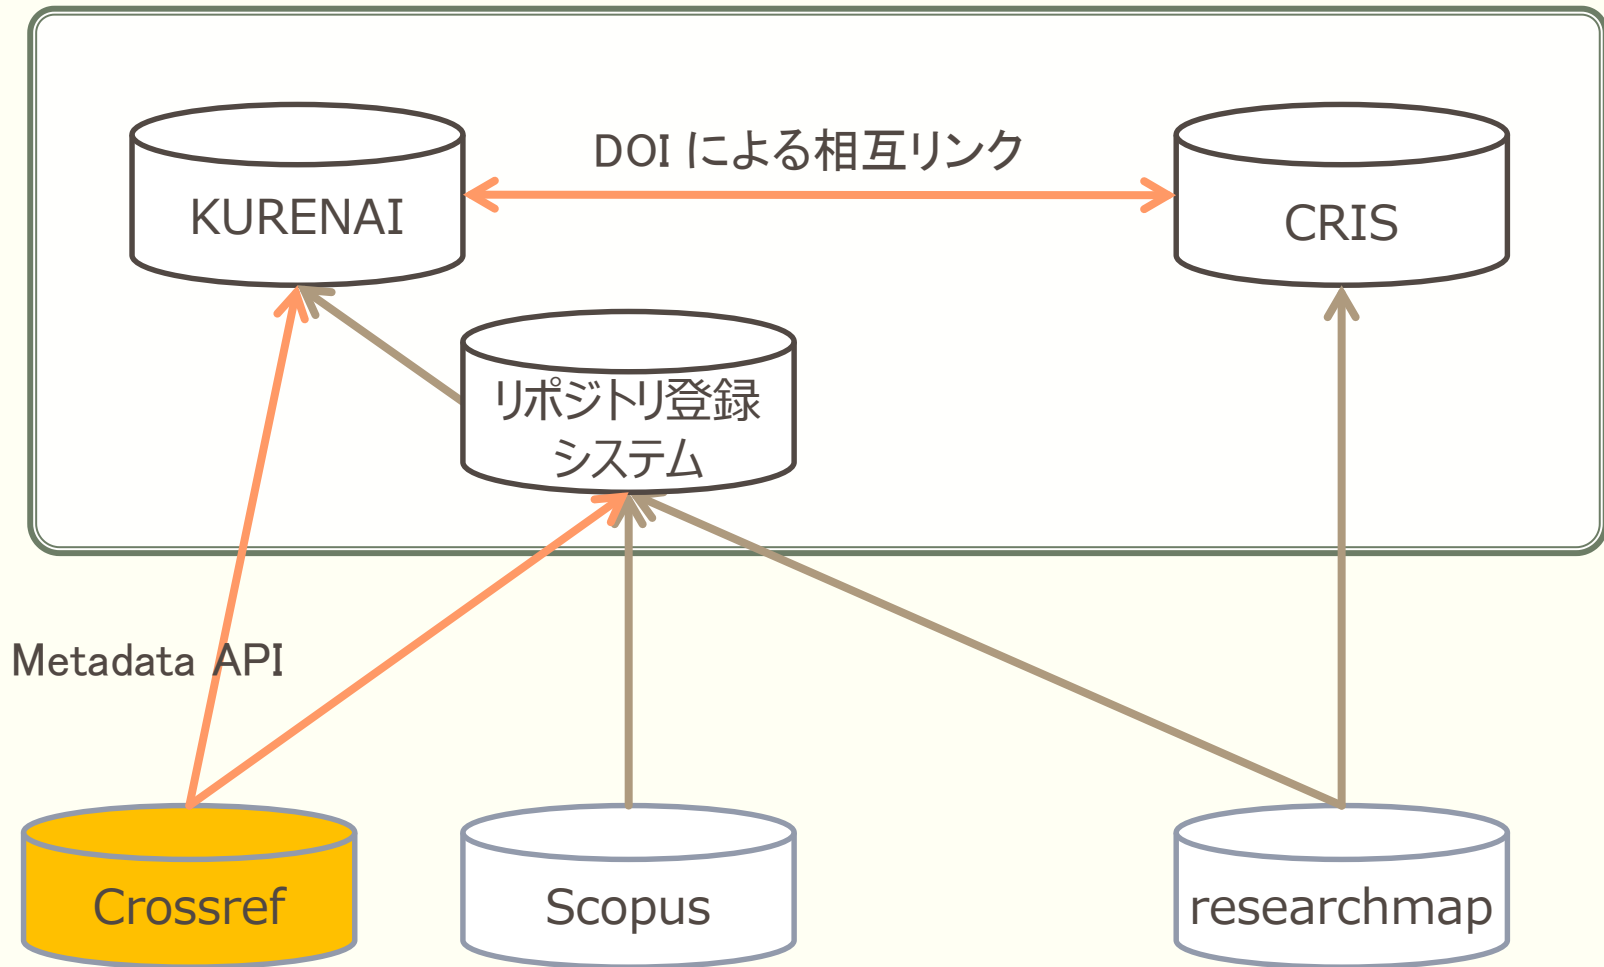 DOI による相互リンク
KURENAI
CRIS
リポジトリ登録
システム
Metadata API
Crossref
Scopus
researchmap